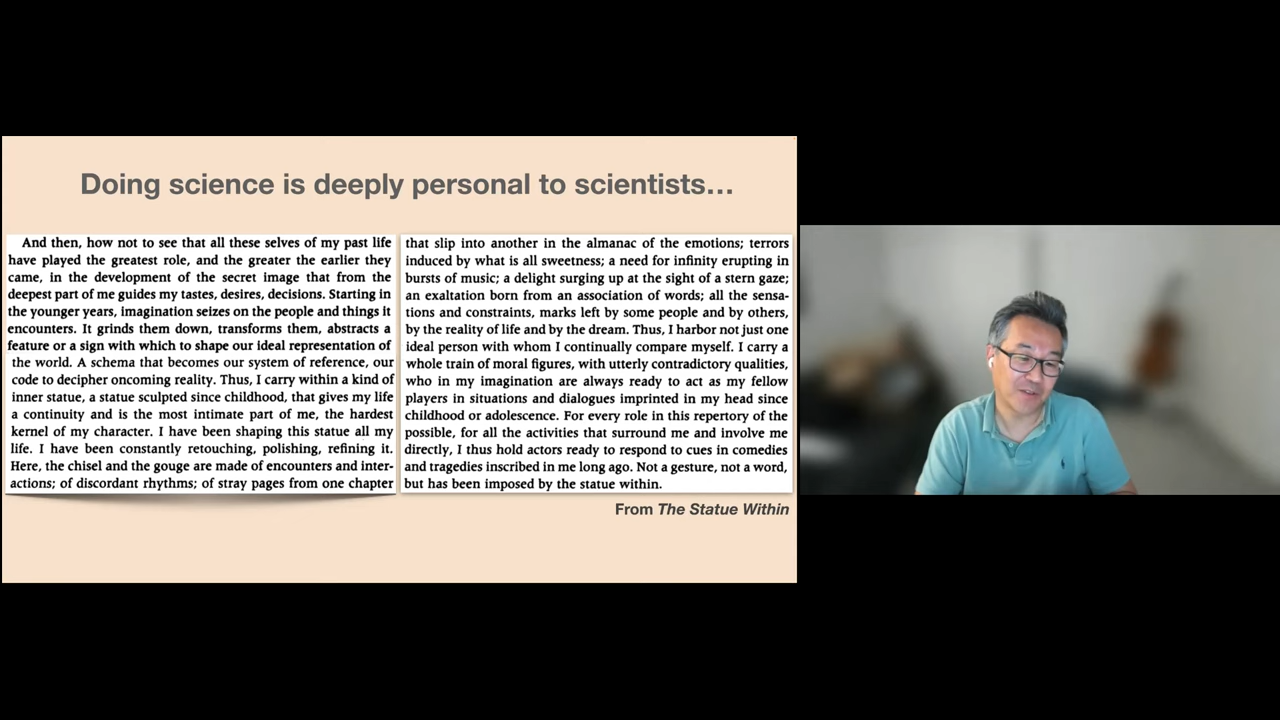 Doing science is deeply personal to scientists…
And then, how not to see that all these selves of my past life
have played the greatest role, and the greater the earlier they
came, in the development of the secret image that from the
deepest part of me guides my tastes, desires, decisions. Starting in
the younger years, imagination seizes on the people and things it
encounters. It grinds them down, transforms them, abstracts a
feature or a sign with which to shape our ideal representation of
the world. A schema that becomes our system of reference, our
code to decipher oncoming reality. Thus, I carry within a kind of
inner statue, a statue sculpted since childhood, that gives my life
a continuity and is the most intimate part of me, the hardest
kernel of my character. I have been shaping this statue all my
life. I have been constantly retouching, polishing, refining it.
Here, the chisel and the gouge are made of encounters and inter-
actions; of discordant rhythms; of stray pages from one chapter
that slip into another in the almanac of the emotions; terrors
induced by what is all sweetness; a need for infinity erupting in
bursts of music; a delight surging up at the sight of a stern gaze;
an exaltation born from an association of words; all the sensa-
tions and constraints, marks left by some people and by others,
by the reality of life and by the dream. Thus, I harbor not just one
ideal person with whom I continually compare myself. I carry a
whole train of moral figures, with utterly contradictory qualities,
who in my imagination are always ready to act as my fellow
players in situations and dialogues imprinted in my head since
childhood or adolescence. For every role in this repertory of the
possible, for all the activities that surround me and involve me
directly, I thus hold actors ready to respond to cues in comedies
and tragedies inscribed in me long ago. Not a gesture, not a word,
but has been imposed by the statue within.
From The Statue Within